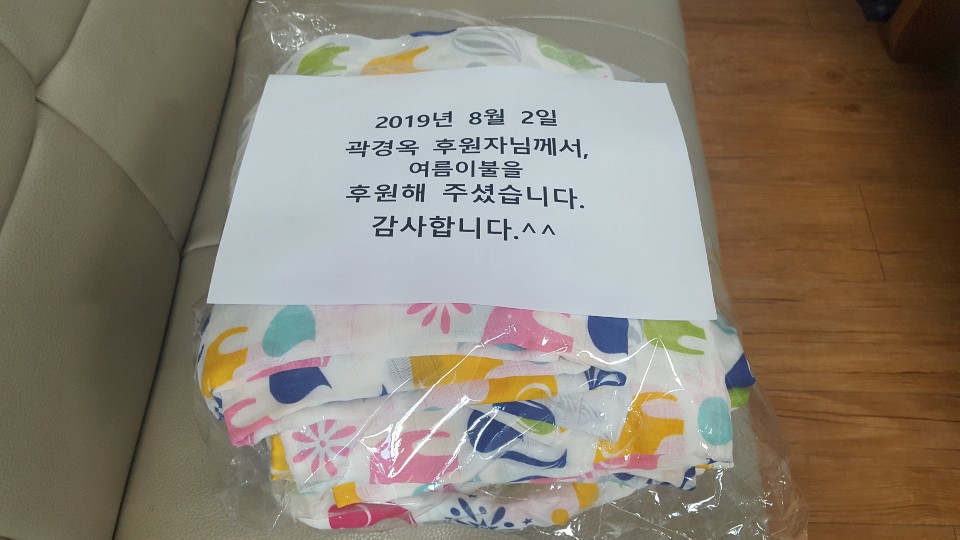 2019년 8월 2일
곽경옥 후원자님께서,
여름이불을
후원해 주셨습니다.
감사합니다.^^